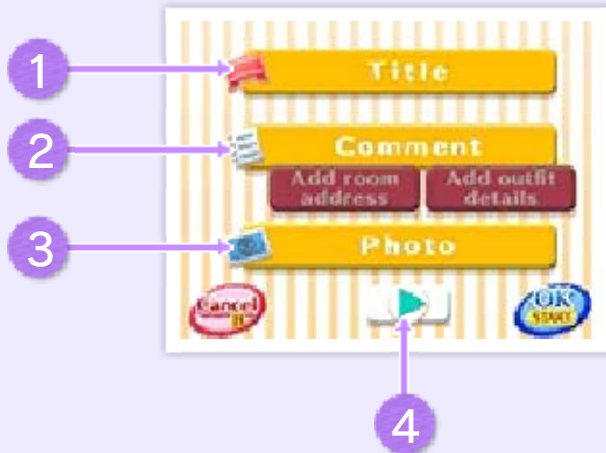 1
Title
2
Comment
Add room
address
Add outfit
details
3
Photo
Cancel
B
OK
START
4